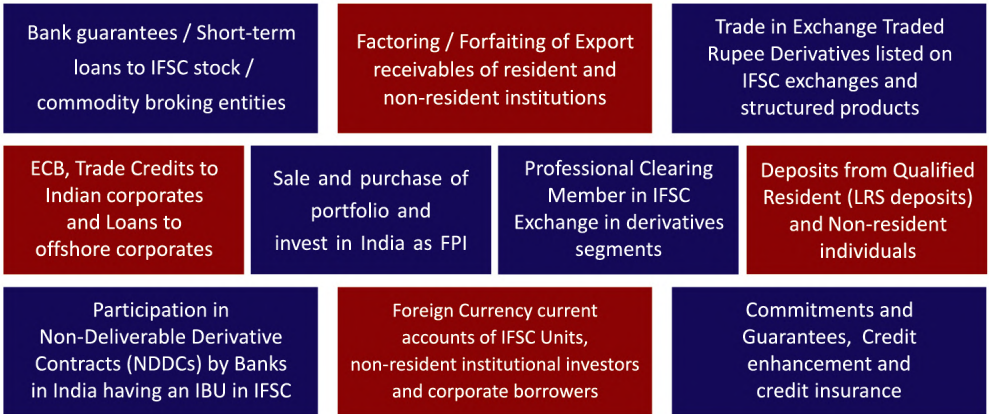 Bank guarantees / Short-term
loans to IFSC stock /
commodity broking entities
Factoring / Forfaiting of Export
receivables of resident and
non-resident institutions
Trade in Exchange Traded
Rupee Derivatives listed on
IFSC exchanges and
structured products
ECB, Trade Credits to
Indian corporates
and Loans to
offshore corporates
Sale and purchase of
portfolio and
invest in India as FPI
Professional Clearing
Member in IFSC
Exchange in derivatives
segments
Deposits from Qualified
Resident (LRS deposits)
and Non-resident
individuals
Participation in
Non-Deliverable Derivative
Contracts (NDDCs) by Banks
in India having an IBU in IFSC
Foreign Currency current
accounts of IFSC Units,
non-resident institutional investors
and corporate borrowers
Commitments and
Guarantees, Credit
enhancement and
credit insurance